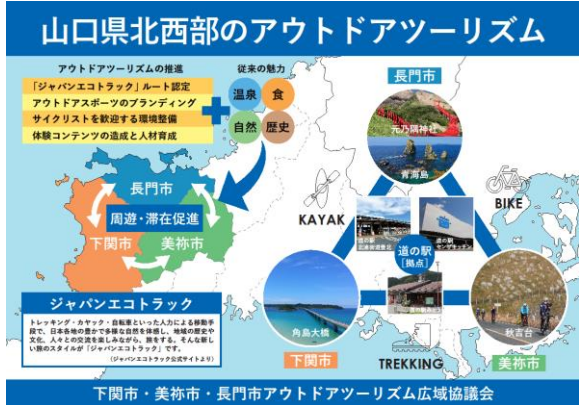 山口県北西部のアウトドアツーリズム
アウトドアツーリズムの推進
「ジャパンエコトラック」ルート認定
アウトドアスポーツのブランディング
サイクリストを歓迎する環境整備
体験コンテンツの造成と人材育成
従来の魅力
温泉
食
自然
歴史
長門市
周遊・滞在促進
下関市
美祢市
ジャパンエコトラック
トレッキング・カヤック・自転車といった人力による移動手
段で、日本各地の豊かで多様な自然を体感し、地域の歴史や
文化、人々との交流を楽しみながら、旅をする。そんな新し
い旅のスタイルが「ジャパンエコトラック」です。
(ジャパンエコトラック公式サイトより)
長門市
元乃隅神社
青海島
KAYAK
BIKE
道の駅
道の駅
センザキッチン
道の駅
[拠点]
角島大橋
下関市
TREKKING
秋吉台
美祢市
下関市・美祢市・長門市アウトドアツーリズム広域協議会